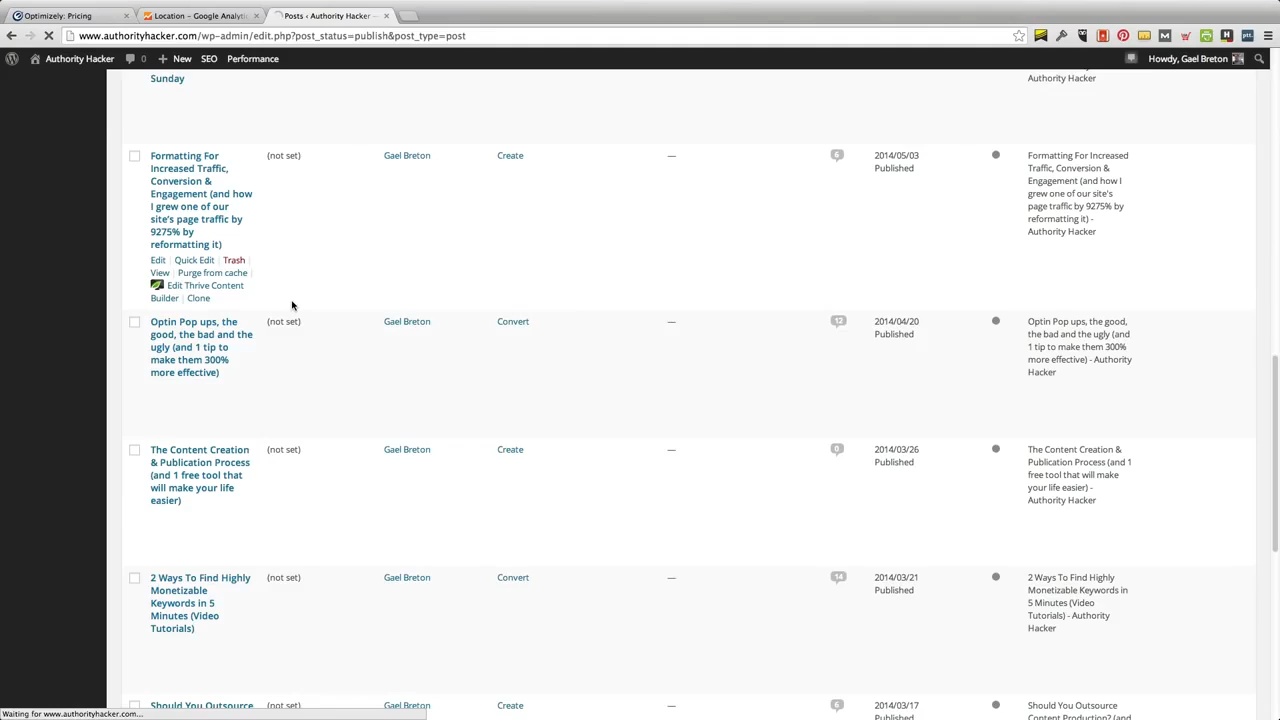 Optimizely: Pricing
Location – Google Analytic
Posts ‹ Authority Hacker —
www.authorityhacker.com/wp-admin/edit.php?post_status=publish&post_type=post
Authority Hacker
0
New
SEO
Performance
Howdy, Gael Breton
Sunday
Authority Hacker
Formatting For
Increased Traffic,
Conversion &
Engagement (and how
I grew one of our
site's page traffic by
9275% by
reformatting it)
Edit | Quick Edit | Trash
View | Purge from cache |
Edit Thrive Content
Builder | Clone
(not set)
Gael Breton
Create
—
6
2014/05/03
Published
Formatting For Increased
Traffic, Conversion &
Engagement (and how I
grew one of our site's
page traffic by 9275% by
reformatting it) -
Authority Hacker
Optin Pop ups, the
good, the bad and the
ugly (and 1 tip to
make them 300%
more effective)
(not set)
Gael Breton
Convert
—
12
2014/04/20
Published
Optin Pop ups, the
good, the bad and the
ugly (and 1 tip to
make them 300% more
effective) - Authority
Hacker
The Content Creation
& Publication Process
(and 1 free tool that
will make your life
easier)
(not set)
Gael Breton
Create
—
0
2014/03/26
Published
The Content Creation &
Publication Process (and 1
free tool that will make
your life easier) -
Authority Hacker
2 Ways To Find Highly
Monetizable
Keywords in 5
Minutes (Video
Tutorials)
(not set)
Gael Breton
Convert
—
14
2014/03/21
Published
2 Ways To Find Highly
Monetizable Keywords in
5 Minutes (Video
Tutorials) - Authority
Hacker
Should You Outsource
(not set)
Gael Breton
Create
—
6
2014/03/17
Published
Should You Outsource
Content Production? (and
Waiting for www.authorityhacker.com...